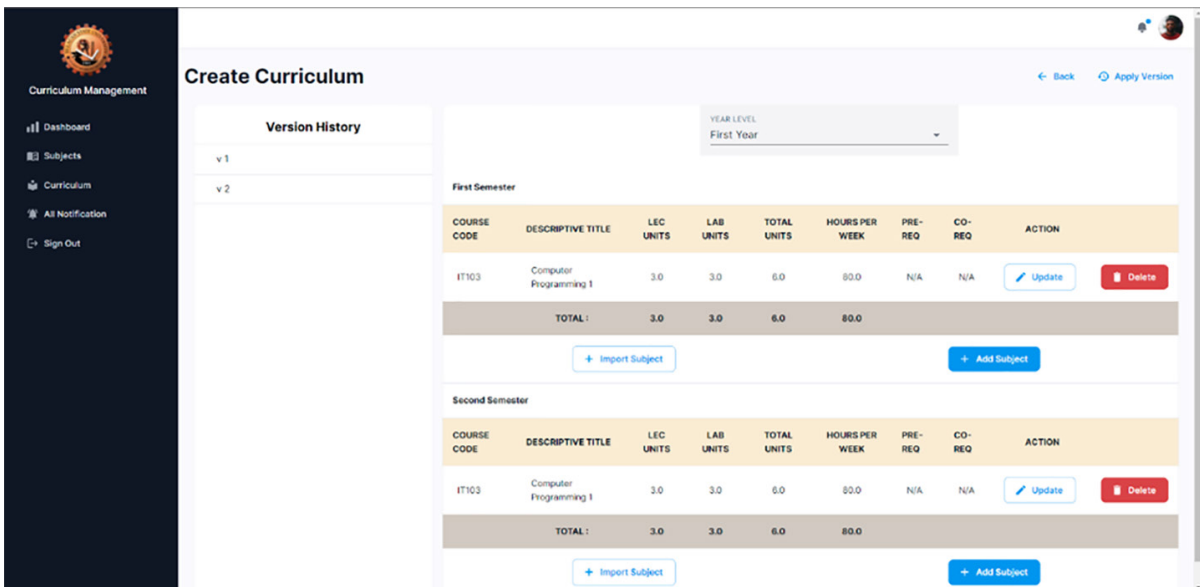 Curriculum Management
Dashboard
Subjects
Curriculum
All Notification
Sign Out
Create Curriculum
Back
Apply Version
Version History
v 1
v 2
YEAR LEVEL
First Year
First Semester
COURSE CODE DESCRIPTIVE TITLE LEC UNITS LAB UNITS TOTAL UNITS HOURS PER WEEK PRE-REQ CO-REQ ACTION
IT103 Computer Programming 1 3.0 3.0 6.0 80.0 N/A N/A Update Delete
TOTAL : 3.0 3.0 6.0 80.0
+ Import Subject + Add Subject
Second Semester
COURSE CODE DESCRIPTIVE TITLE LEC UNITS LAB UNITS TOTAL UNITS HOURS PER WEEK PRE-REQ CO-REQ ACTION
IT103 Computer Programming 1 3.0 3.0 6.0 80.0 N/A N/A Update Delete
TOTAL : 3.0 3.0 6.0 80.0
+ Import Subject + Add Subject